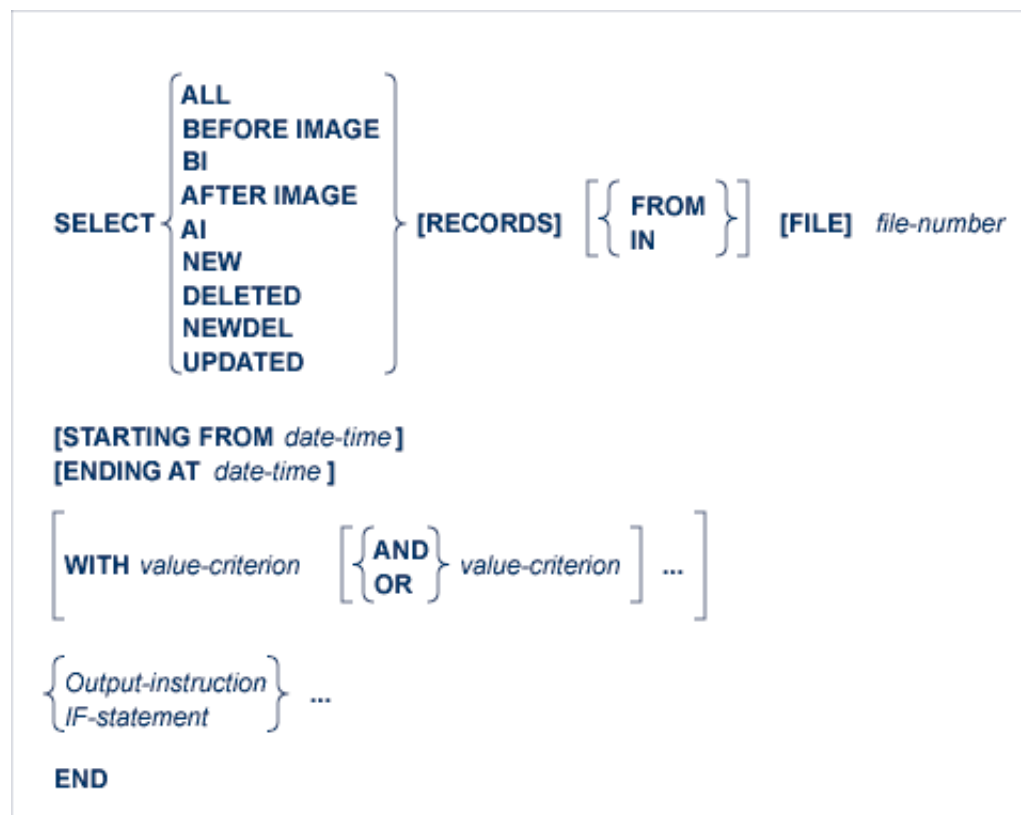 ALL
BEFORE IMAGE
BI
AFTER IMAGE
SELECT AI [RECORDS] [{FROM IN}] [FILE] file-number
NEW
DELETED
NEWDEL
UPDATED
[STARTING FROM date-time]
[ENDING AT date-time]
[WITH value-criterion [{AND OR} value-criterion] ...]
{Output-instruction
IF-statement} ...
END